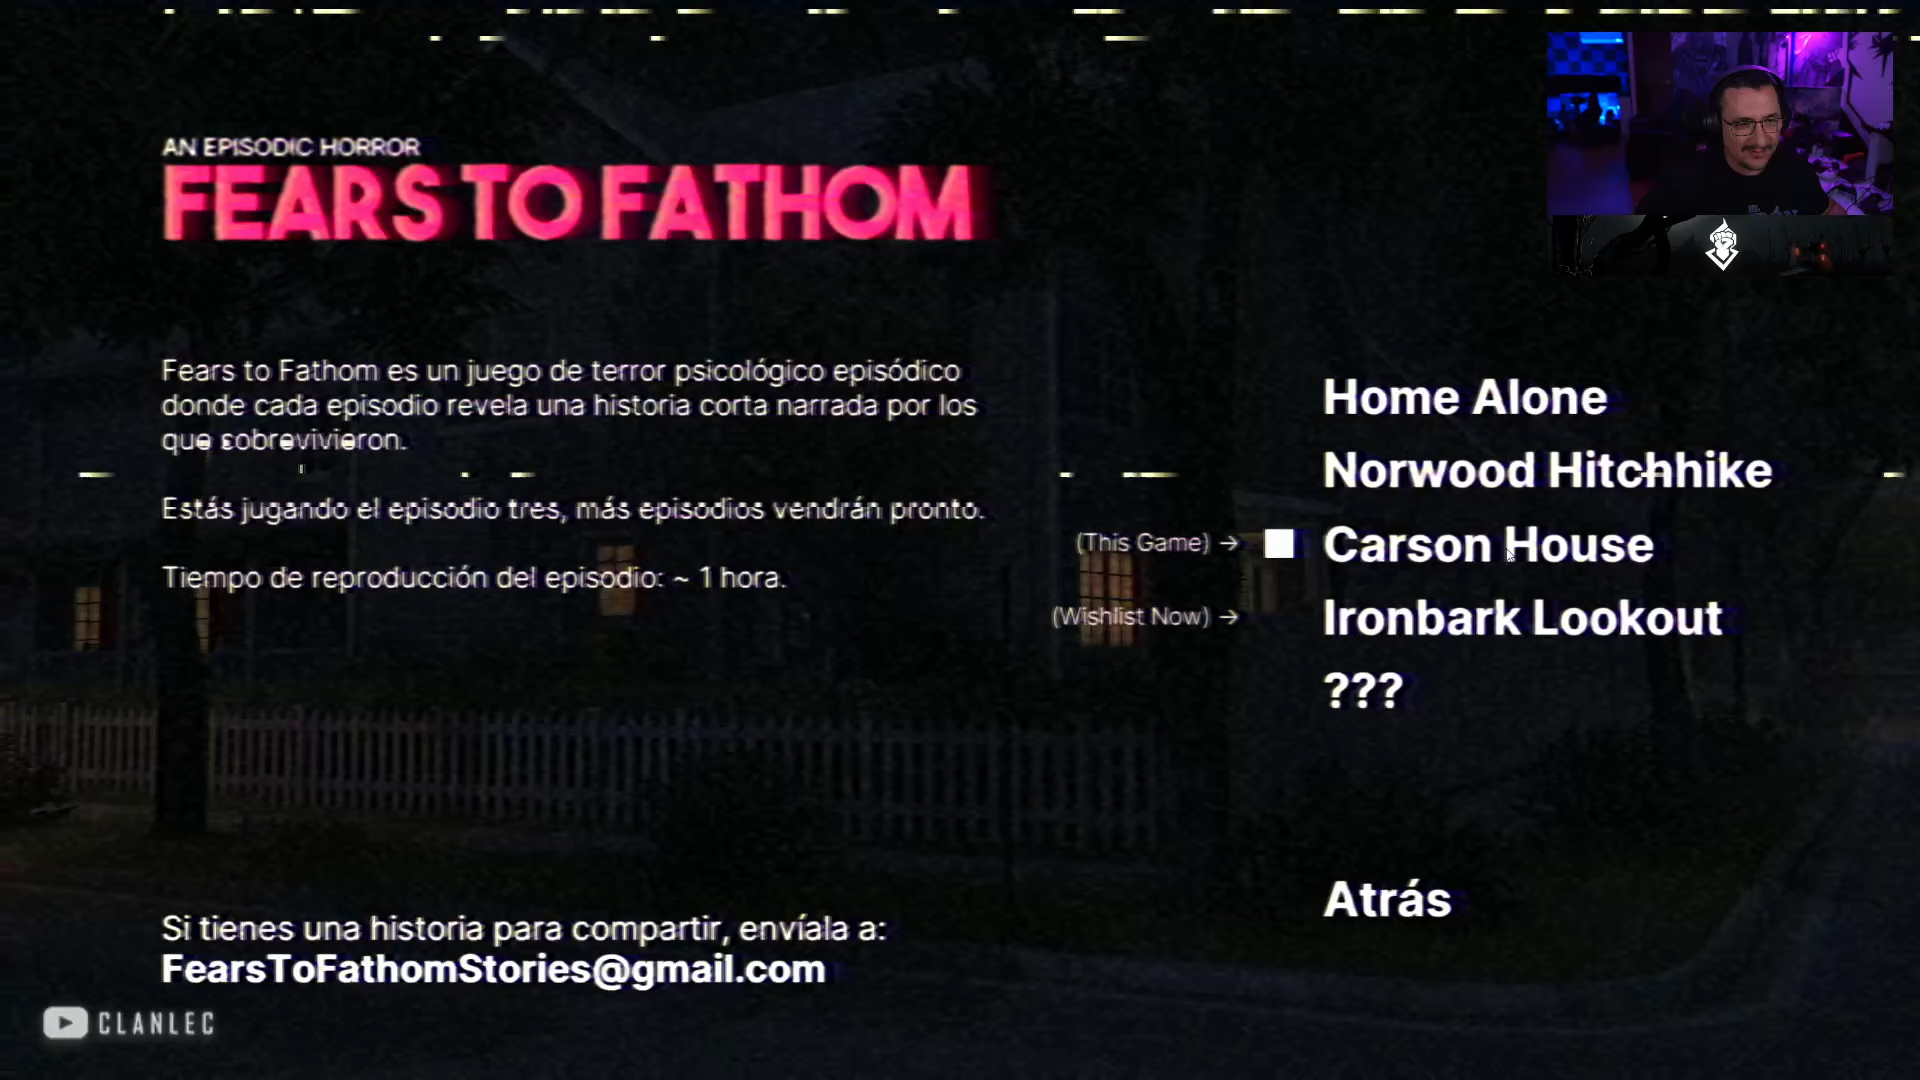 AN EPISODIC HORROR
FEARS TO FATHOM
Fears to Fathom es un juego de terror psicológico episódico
donde cada episodio revela una historia corta narrada por los
que sobrevivieron.
Estás jugando el episodio tres, más episodios vendrán pronto.
Tiempo de reproducción del episodio: ~ 1 hora.
Home Alone
Norwood Hitchhike
(This Game) → Carson House
(Wishlist Now) → Ironbark Lookout
???
Atrás
Si tienes una historia para compartir, envíala a:
FearsToFathomStories@gmail.com
CLANLEC